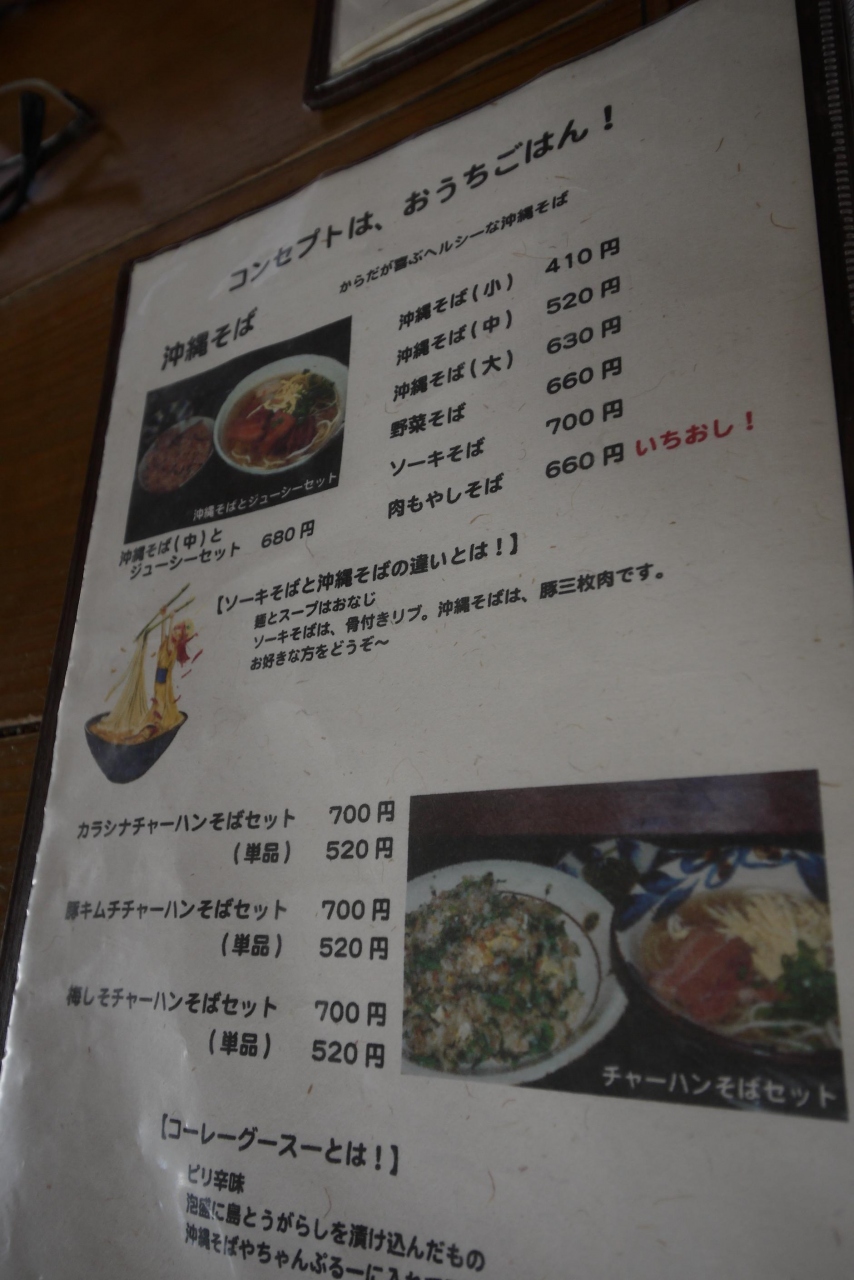 コンセプトは、おうちごはん！
からだが喜ぶヘルシーな沖縄そば
沖縄そば
沖縄そば(小) 410円
沖縄そば(中) 520円
沖縄そば(大) 630円
野菜そば 660円
ソーキそば 700円
肉もやしそば 660円 いちおし！
沖縄そばとジューシーセット
沖縄そば(中)と
ジューシーセット 680円
【ソーキそばと沖縄そばの違いとは！】
麺とスープはおなじ
ソーキそばは、骨付きリブ。沖縄そばは、豚三枚肉です。
お好きな方をどうぞ～
カラシナチャーハンそばセット 700円
(単品) 520円
豚キムチチャーハンそばセット 700円
(単品) 520円
梅しそチャーハンそばセット 700円
(単品) 520円
チャーハンそばセット
【コーレーグースーとは！】
ピリ辛味
泡盛に島とうがらしを漬け込んだもの
沖縄そばやちゃんぷるーに入れ